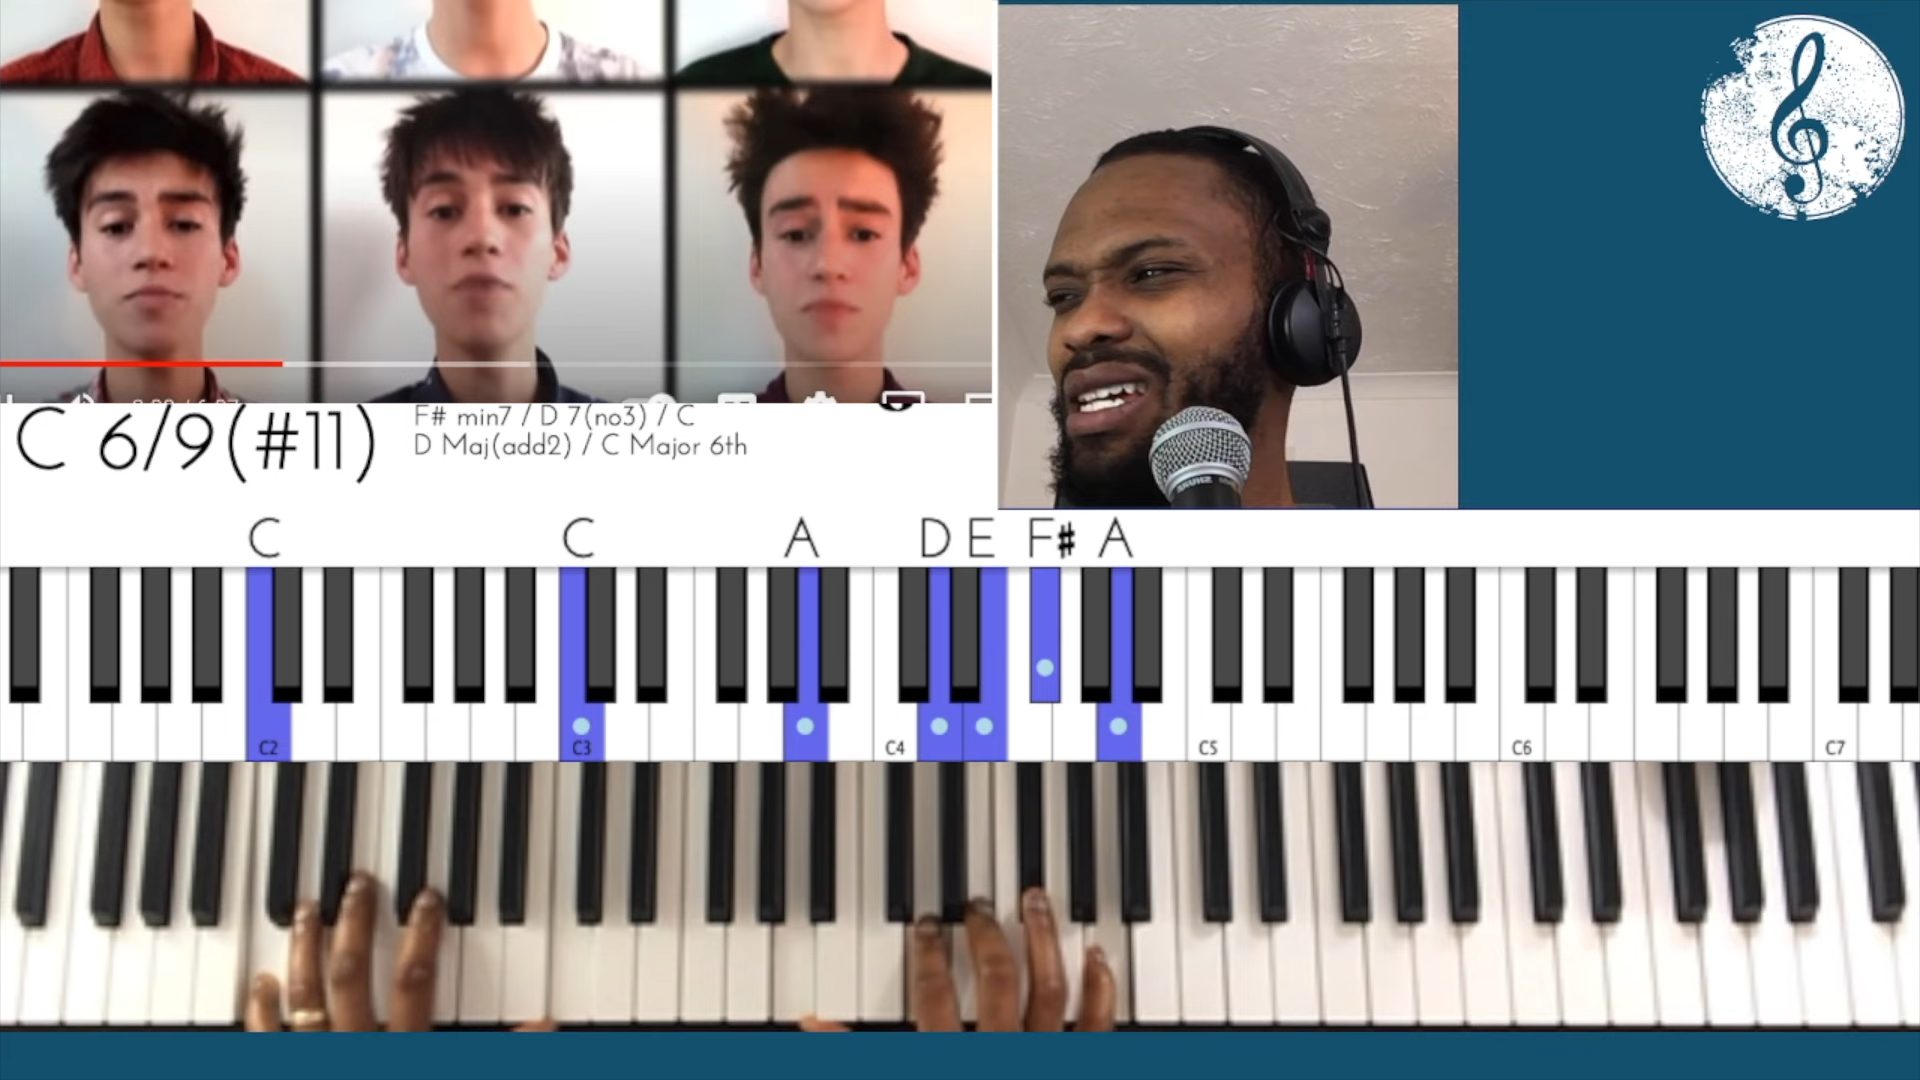 C 6/9(#11)
F# min7 / D 7(no3) / C
D Maj(add2) / C Major 6th
C C A D E F# A
C2 C3 C4 C5 C6 C7